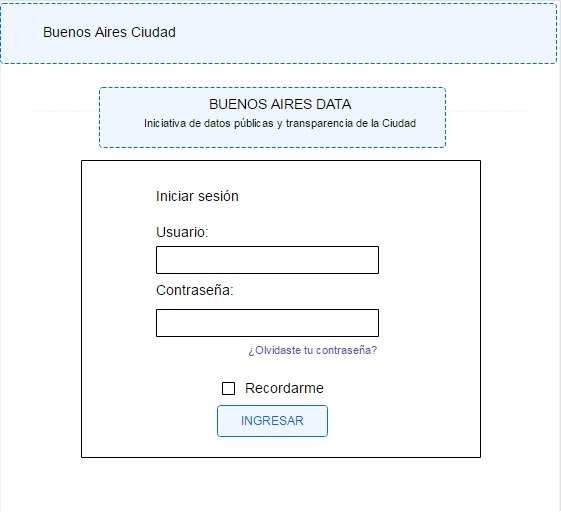 Buenos Aires Ciudad
BUENOS AIRES DATA
Iniciativa de datos públicas y transparencia de la Ciudad
Iniciar sesión
Usuario:
Contraseña:
¿Olvidaste tu contraseña?
Recordarme
INGRESAR